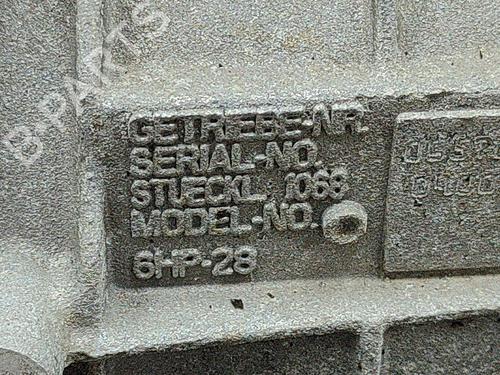 B-PARTS
GETRIEBE-NR.
SERIAL-NO.
STUECKL. 1068
MODEL-NO.
6HP-28